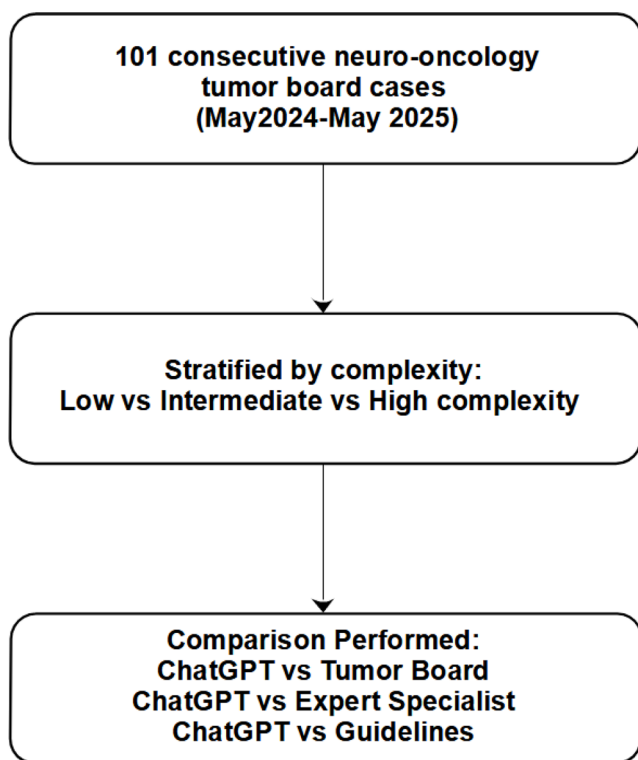 101 consecutive neuro-oncology
tumor board cases
(May2024-May 2025)
Stratified by complexity:
Low vs Intermediate vs High complexity
Comparison Performed:
ChatGPT vs Tumor Board
ChatGPT vs Expert Specialist
ChatGPT vs Guidelines